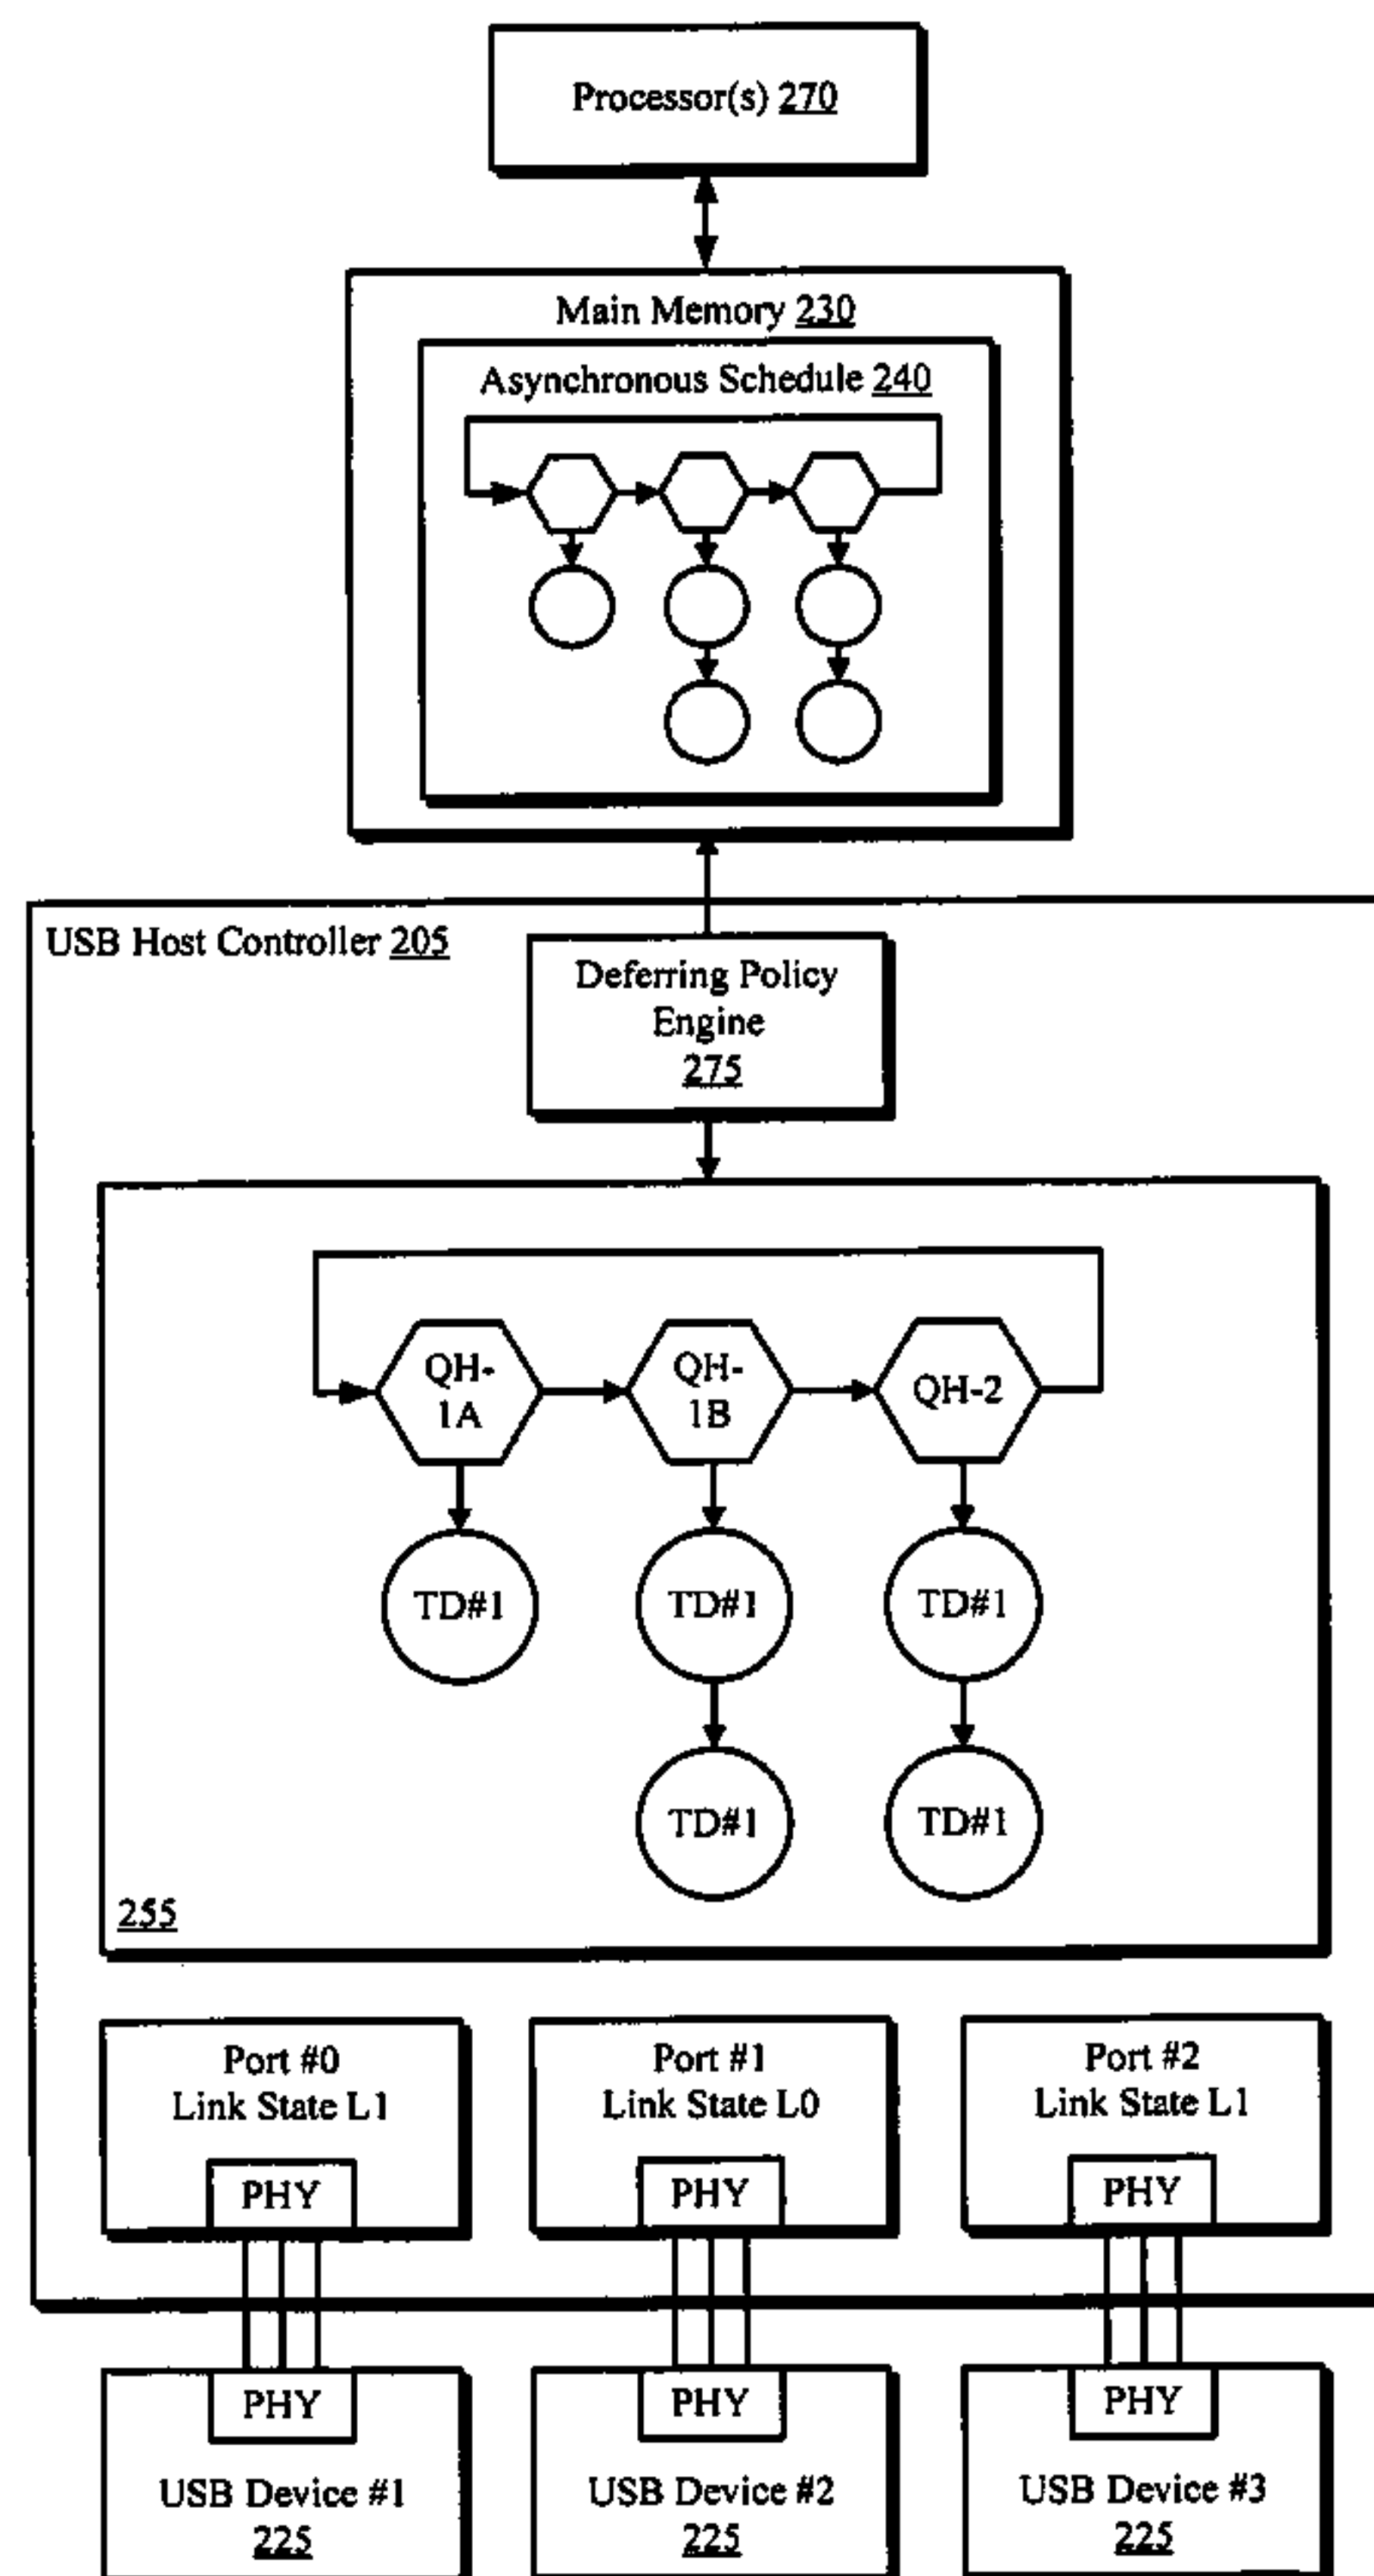 Processor(s) 270
Main Memory 230
Asynchronous Schedule 240
USB Host Controller 205
Deferring Policy
Engine
275
QH-
1A
QH-
1B
QH-2
TD#1
TD#1
TD#1
TD#1
TD#1
255
Port #0
Link State L1
PHY
Port #1
Link State L0
PHY
Port #2
Link State L1
PHY
PHY
USB Device #1
225
PHY
USB Device #2
225
PHY
USB Device #3
225